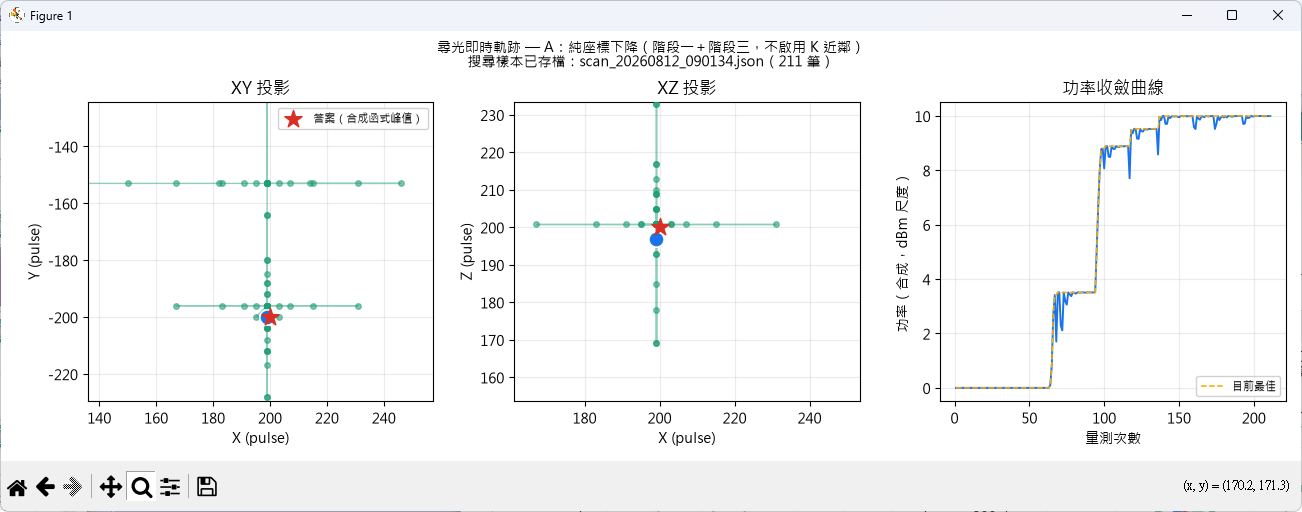 Figure 1
尋光即時軌跡 — A：純座標下降（階段一＋階段三，不啟用 K 近鄰）
搜尋樣本已存檔：scan_20260812_090134.json（211 筆）
XY 投影
答案（合成函式峰值）
-140
-160
-180
-200
-220
Y (pulse)
140
160
180
200
220
240
X (pulse)
XZ 投影
230
220
210
200
190
180
170
160
Z (pulse)
180
200
220
240
X (pulse)
功率收斂曲線
10
8
6
4
2
0
功率（合成，dBm 尺度）
目前最佳
0
50
100
150
200
量測次數
(x, y) = (170.2, 171.3)